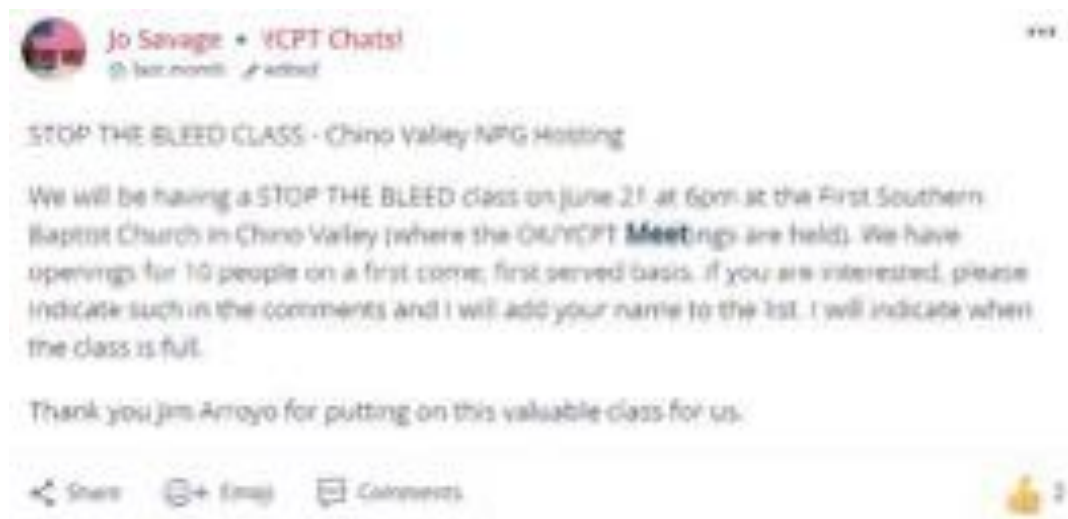 Jo Savage • YCPT Chats!
last month edited
STOP THE BLEED CLASS - Chino Valley NPG Hosting
We will be having a STOP THE BLEED class on June 21 at 6pm at the First Southern
Baptist Church in Chino Valley (where the OK/YCPT Meetings are held). We have
openings for 10 people on a first come, first served basis. If you are interested, please
indicate such in the comments and I will add your name to the list. I will indicate when
the class is full.
Thank you Jim Arroyo for putting on this valuable class for us.
Share Emoji Comments